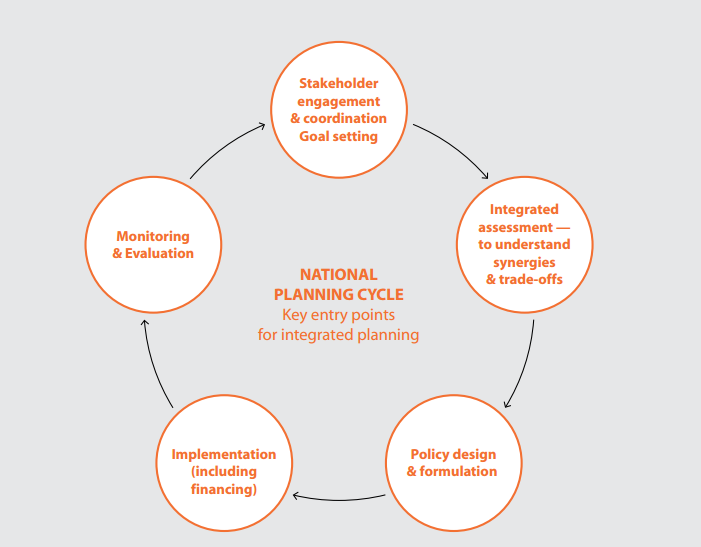 Stakeholder
engagement
& coordination
Goal setting
Integrated
assessment —
to understand
synergies
& trade-offs
Monitoring
& Evaluation
NATIONAL
PLANNING CYCLE
Key entry points
for integrated planning
Implementation
(including
financing)
Policy design
& formulation